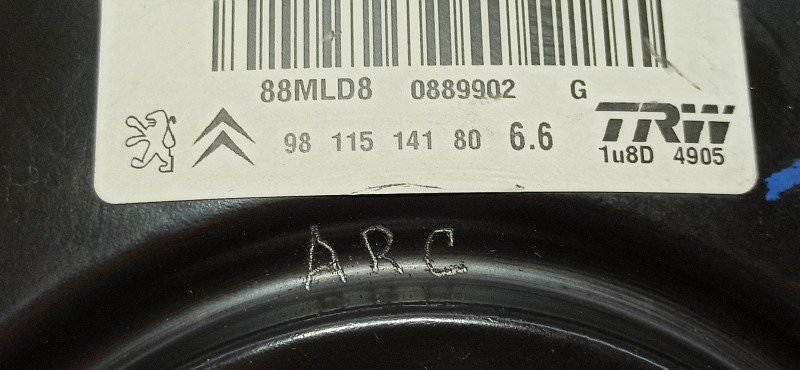 88MLD8 0889902 G
98 115 141 80 6.6 TRW
1u8D 4905
ARC